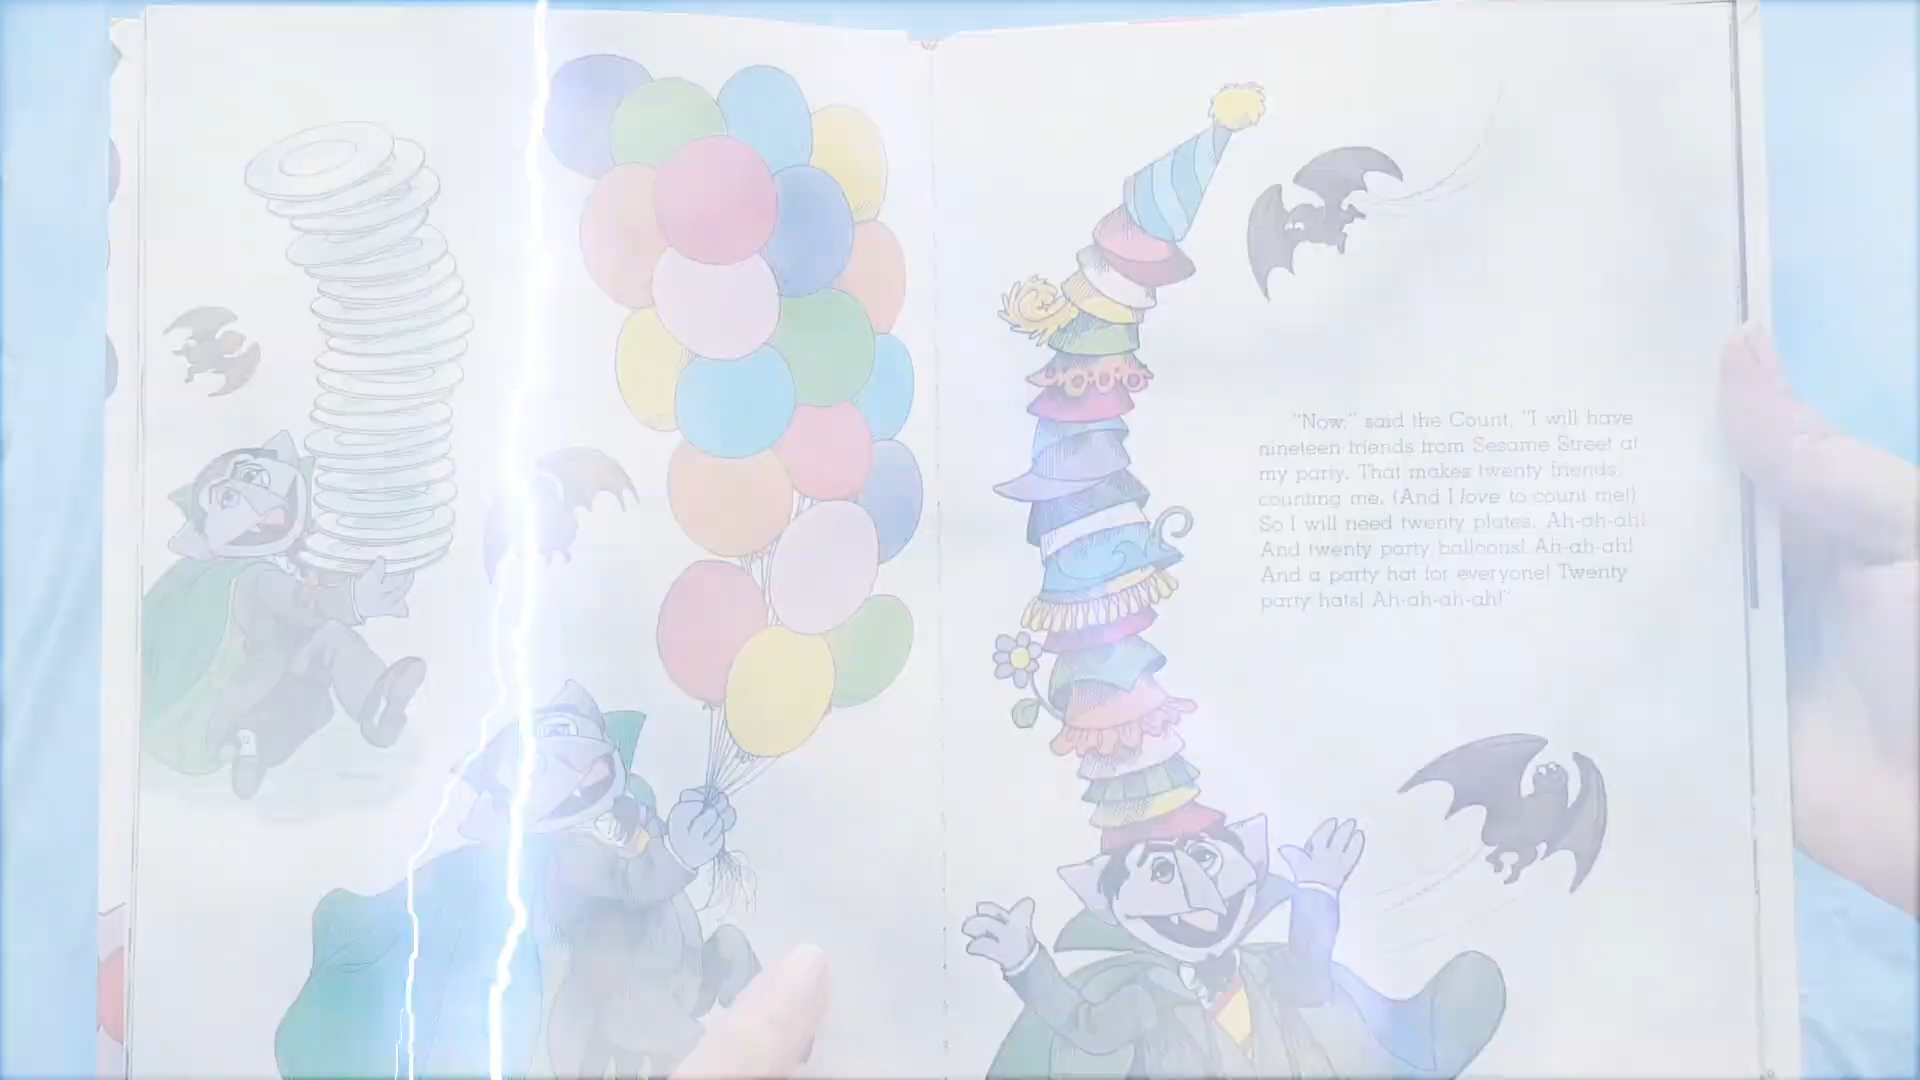 "Now," said the Count, "I will have
nineteen friends from Sesame Street at
my party. That makes twenty friends,
counting me. (And I love to count me!)
So I will need twenty plates. Ah-ah-ah!
And twenty party balloons! Ah-ah-ah!
And a party hat for everyone! Twenty
party hats! Ah-ah-ah-ah!"